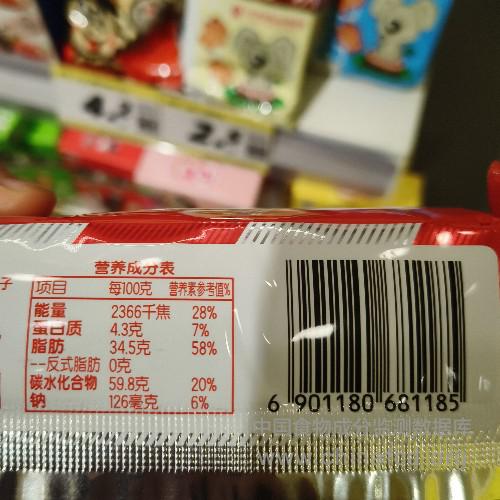 营养成分表
项目 每100克 营养素参考值%
能量 2366千焦 28%
蛋白质 4.3克 7%
脂肪 34.5克 58%
--反式脂肪 0克
碳水化合物 59.8克 20%
钠 126毫克 6%
6 901180 681185
中国食物成分监测数据库